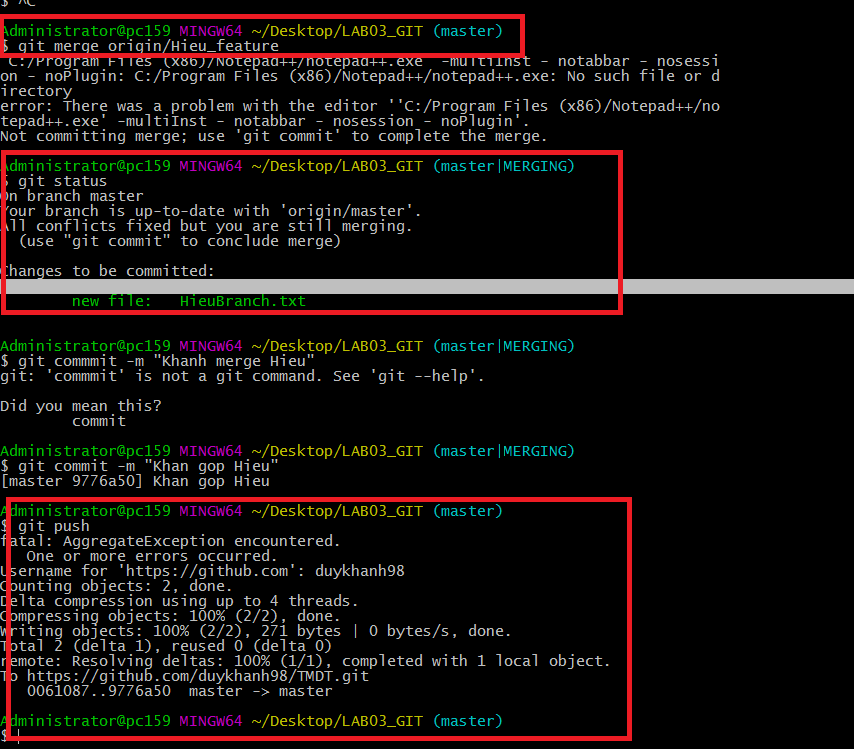 $ ^C
Administrator@pc159 MINGW64 ~/Desktop/LAB03_GIT (master)
$ git merge origin/Hieu_feature
'C:/Program Files (x86)/Notepad++/notepad++.exe' -multiInst - notabbar - nosessi
on - noPlugin: C:/Program Files (x86)/Notepad++/notepad++.exe: No such file or d
irectory
error: There was a problem with the editor ''C:/Program Files (x86)/Notepad++/no
tepad++.exe' -multiInst - notabbar - nosession - noPlugin'.
Not committing merge; use 'git commit' to complete the merge.
Administrator@pc159 MINGW64 ~/Desktop/LAB03_GIT (master|MERGING)
$ git status
On branch master
Your branch is up-to-date with 'origin/master'.
All conflicts fixed but you are still merging.
(use "git commit" to conclude merge)
Changes to be committed:
new file: HieuBranch.txt
Administrator@pc159 MINGW64 ~/Desktop/LAB03_GIT (master|MERGING)
$ git commmit -m "Khanh merge Hieu"
git: 'commmit' is not a git command. See 'git --help'.
Did you mean this?
commit
Administrator@pc159 MINGW64 ~/Desktop/LAB03_GIT (master|MERGING)
$ git commit -m "Khan gop Hieu"
[master 9776a50] Khan gop Hieu
Administrator@pc159 MINGW64 ~/Desktop/LAB03_GIT (master)
$ git push
fatal: AggregateException encountered.
One or more errors occurred.
Username for 'https://github.com': duykhanh98
Counting objects: 2, done.
Delta compression using up to 4 threads.
Compressing objects: 100% (2/2), done.
Writing objects: 100% (2/2), 271 bytes | 0 bytes/s, done.
Total 2 (delta 1), reused 0 (delta 0)
remote: Resolving deltas: 100% (1/1), completed with 1 local object.
To https://github.com/duykhanh98/TMDT.git
0061087..9776a50 master -> master
Administrator@pc159 MINGW64 ~/Desktop/LAB03_GIT (master)
$